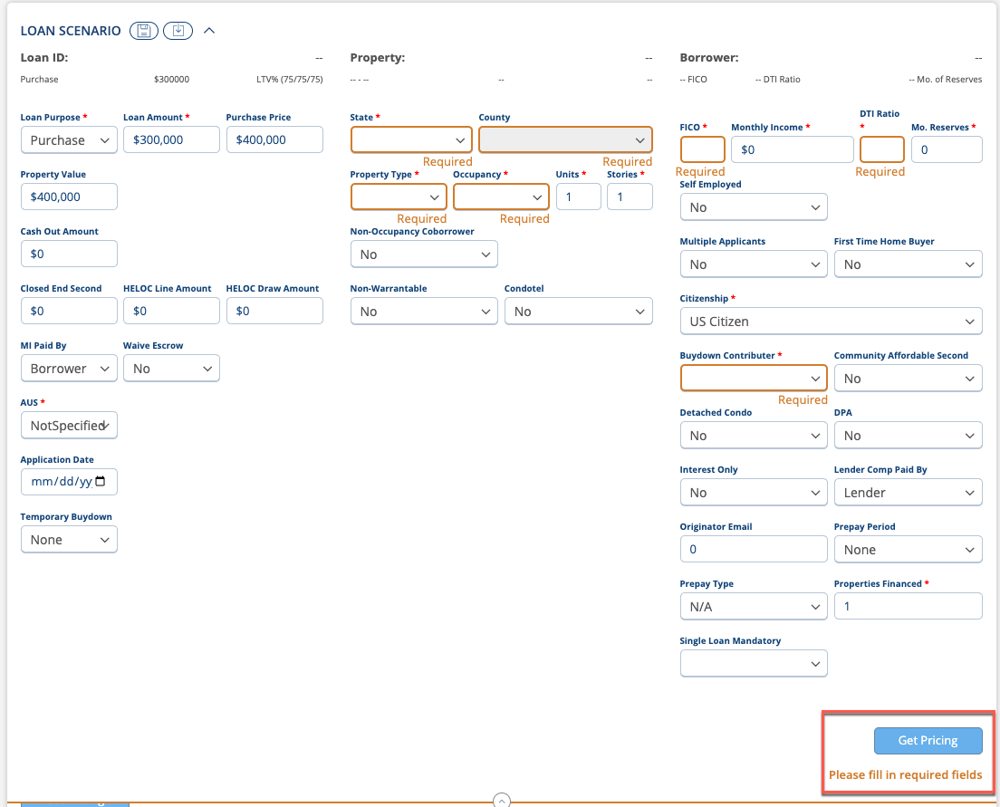 LOAN SCENARIO
Loan ID: --
Purchase $300000 LTV% (75/75/75)
Loan Purpose * Loan Amount * Purchase Price
Purchase $300,000 $400,000
Property Value
$400,000
Cash Out Amount
$0
Closed End Second HELOC Line Amount HELOC Draw Amount
$0 $0 $0
MI Paid By Waive Escrow
Borrower No
AUS *
NotSpecified
Application Date
mm/dd/yy
Temporary Buydown
None
Property: --
-- - -- -- --
State * County
Required Required
Property Type * Occupancy * Units * Stories *
1 1
Required Required
Non-Occupancy Coborrower
No
Non-Warrantable Condotel
No No
Borrower: --
-- FICO -- DTI Ratio -- Mo. of Reserves
FICO * Monthly Income * DTI Ratio * Mo. Reserves *
$0 0
Required Required
Self Employed
No
Multiple Applicants First Time Home Buyer
No No
Citizenship *
US Citizen
Buydown Contributer * Community Affordable Second
No
Required
Detached Condo DPA
No No
Interest Only Lender Comp Paid By
No Lender
Originator Email Prepay Period
0 None
Prepay Type Properties Financed *
N/A 1
Single Loan Mandatory
Get Pricing
Please fill in required fields